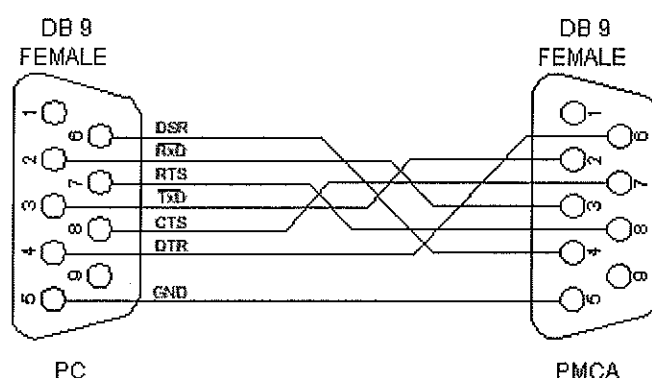 DB 9
FEMALE
DB 9
FEMALE
1
6
2
7
3
8
4
9
5
DSR
RxD
RTS
TxD
CTS
DTR
GND
1
6
2
7
3
8
4
9
5
PC
PMCA